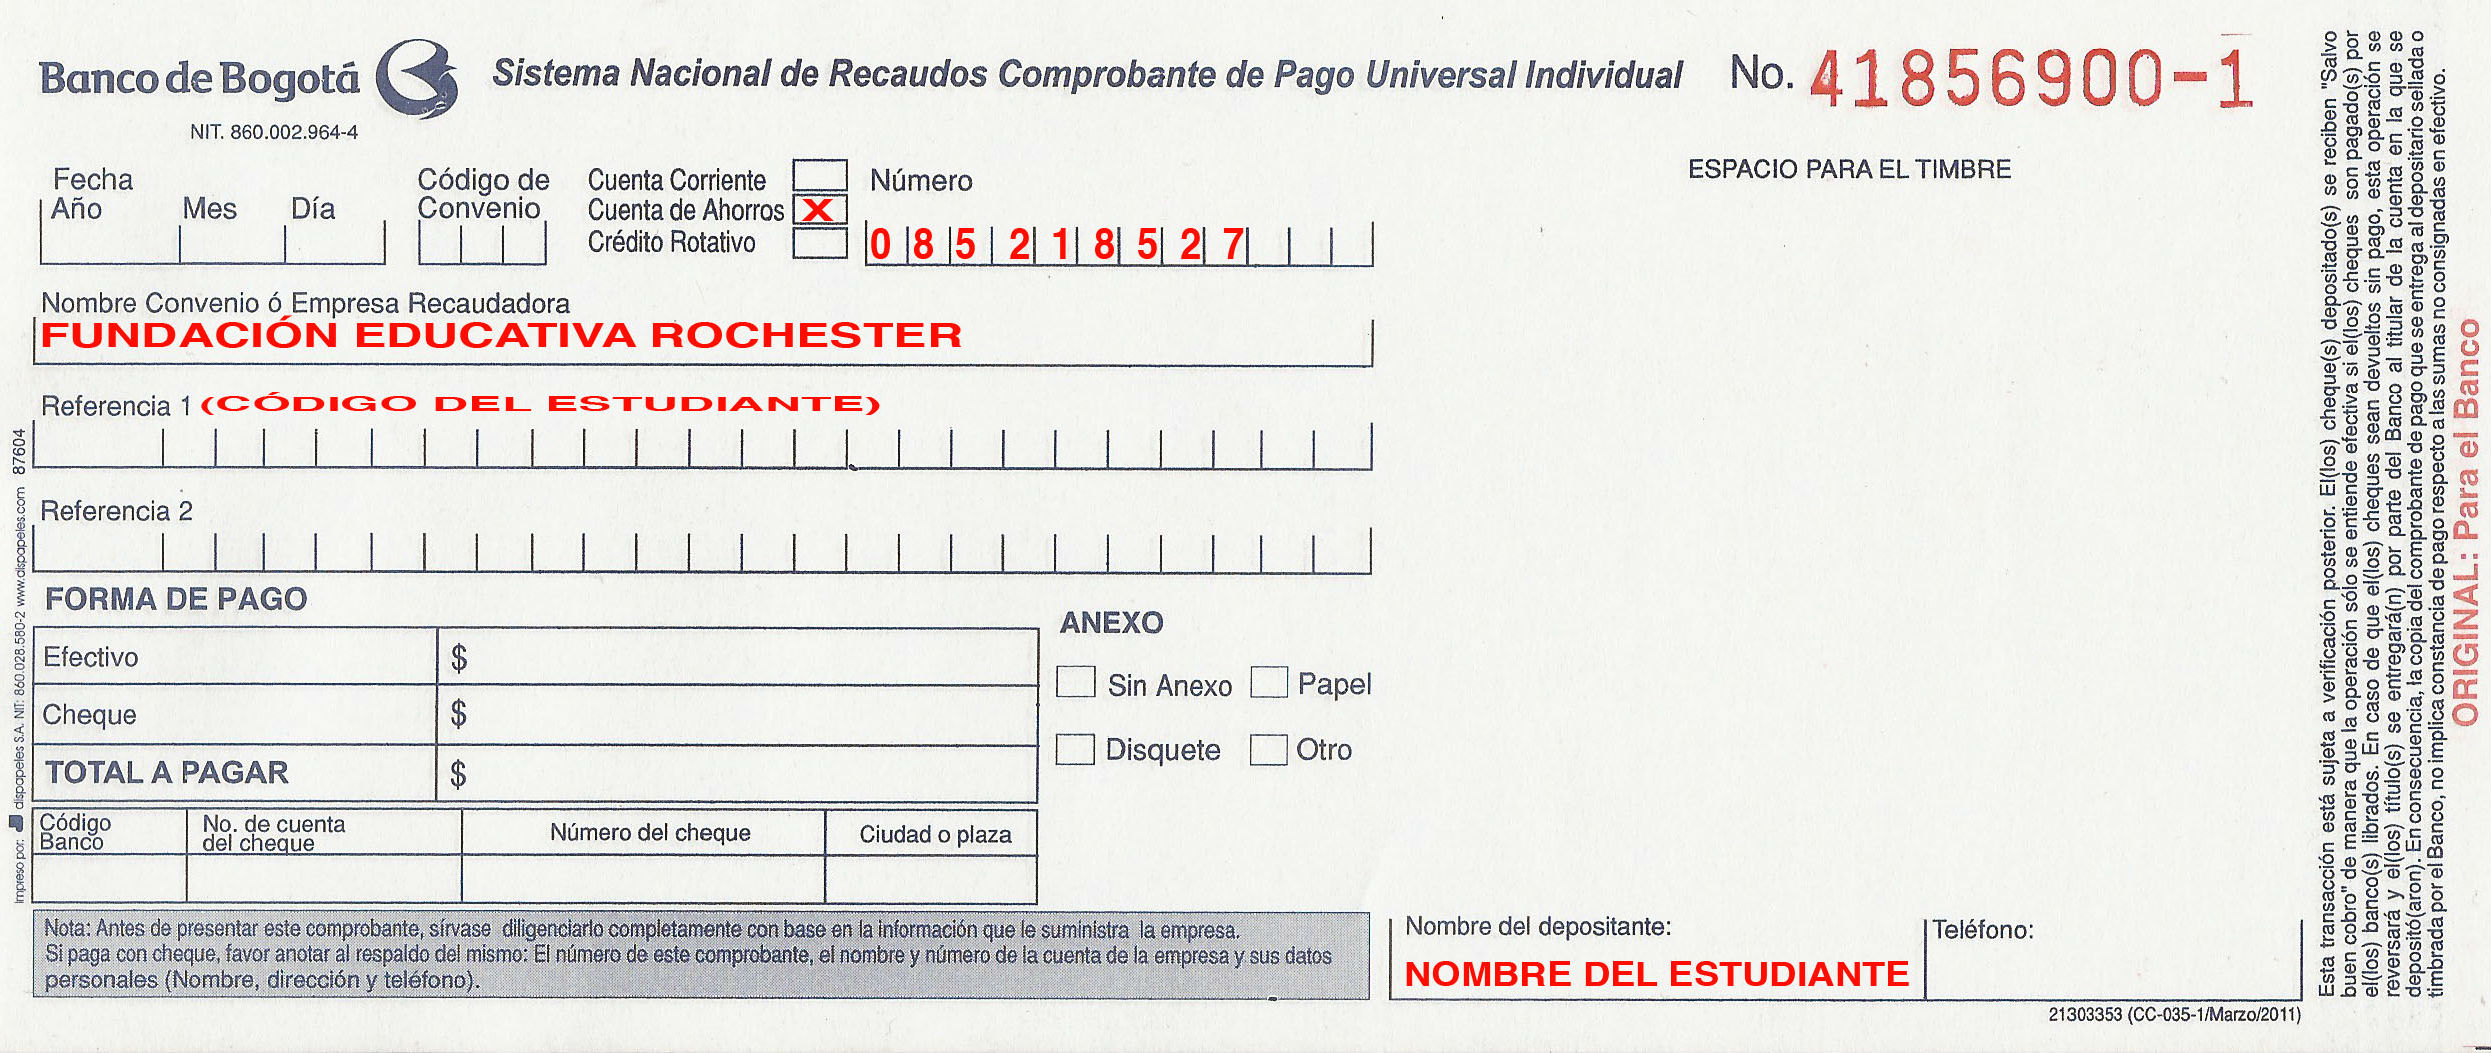 Banco de Bogotá
Sistema Nacional de Recaudos Comprobante de Pago Universal Individual
No. 41856900-1
NIT. 860.002.964-4
ESPACIO PARA EL TIMBRE
Fecha
Año Mes Día
Código de
Convenio
Cuenta Corriente
Cuenta de Ahorros X
Crédito Rotativo
Número
0 8 5 2 1 8 5 2 7
Nombre Convenio ó Empresa Recaudadora
FUNDACIÓN EDUCATIVA ROCHESTER
Referencia 1 (CÓDIGO DEL ESTUDIANTE)
Referencia 2
FORMA DE PAGO
Efectivo $
Cheque $
TOTAL A PAGAR $
ANEXO
Sin Anexo Papel
Disquete Otro
Código
Banco
No. de cuenta
del cheque
Número del cheque
Ciudad o plaza
Nota: Antes de presentar este comprobante, sírvase diligenciarlo completamente con base en la información que le suministra la empresa.
Si paga con cheque, favor anotar al respaldo del mismo: El número de este comprobante, el nombre y número de la cuenta de la empresa y sus datos
personales (Nombre, dirección y teléfono).
Nombre del depositante:
NOMBRE DEL ESTUDIANTE
Teléfono:
21303353 (CC-035-1/Marzo/2011)
Impreso por: dispapeles S.A. NIT: 860.028.580-2 www.dispapeles.com 87604
Esta transacción está sujeta a verificación posterior. El(los) cheque(s) depositado(s) se reciben "Salvo
buen cobro" de manera que la operación sólo se entiende efectiva si el(los) cheques son pagado(s) por
el(los) banco(s) librados. En caso de que el(los) cheques sean devueltos sin pago, esta operación se
reversará y el(los) título(s) se entregará(n) por parte del Banco al titular de la cuenta en la que se
depositó(aron). En consecuencia, la copia del comprobante de pago que se entrega al depositario sellada o
timbrada por el Banco, no implica constancia de pago respecto a las sumas no consignadas en efectivo.
ORIGINAL: Para el Banco